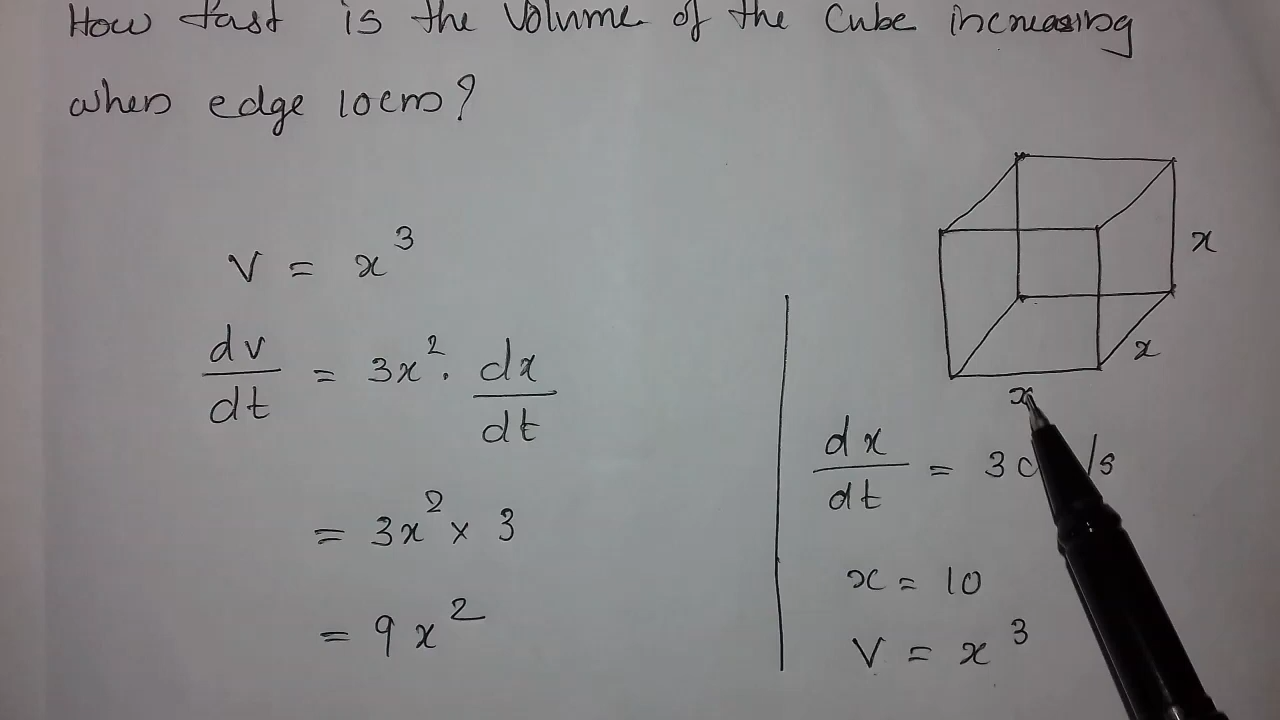 How fast is the volume of the cube increasing
when edge 10cm?
V = x³
dv/dt = 3x². dx/dt
= 3x² × 3
= 9x²
x
x
x
dx/dt = 3 c /s
x = 10
V = x³